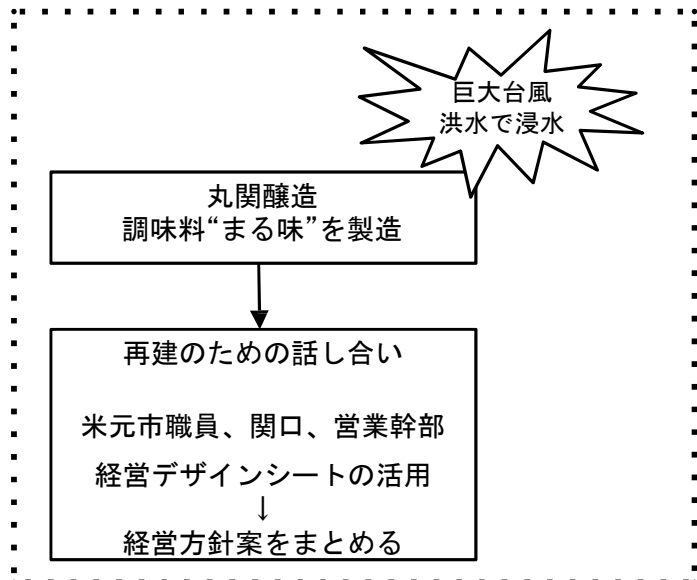 巨大台風
洪水で浸水
丸関醸造
調味料“まる味”を製造
再建のための話し合い
米元市職員、関口、営業幹部
経営デザインシートの活用
↓
経営方針案をまとめる